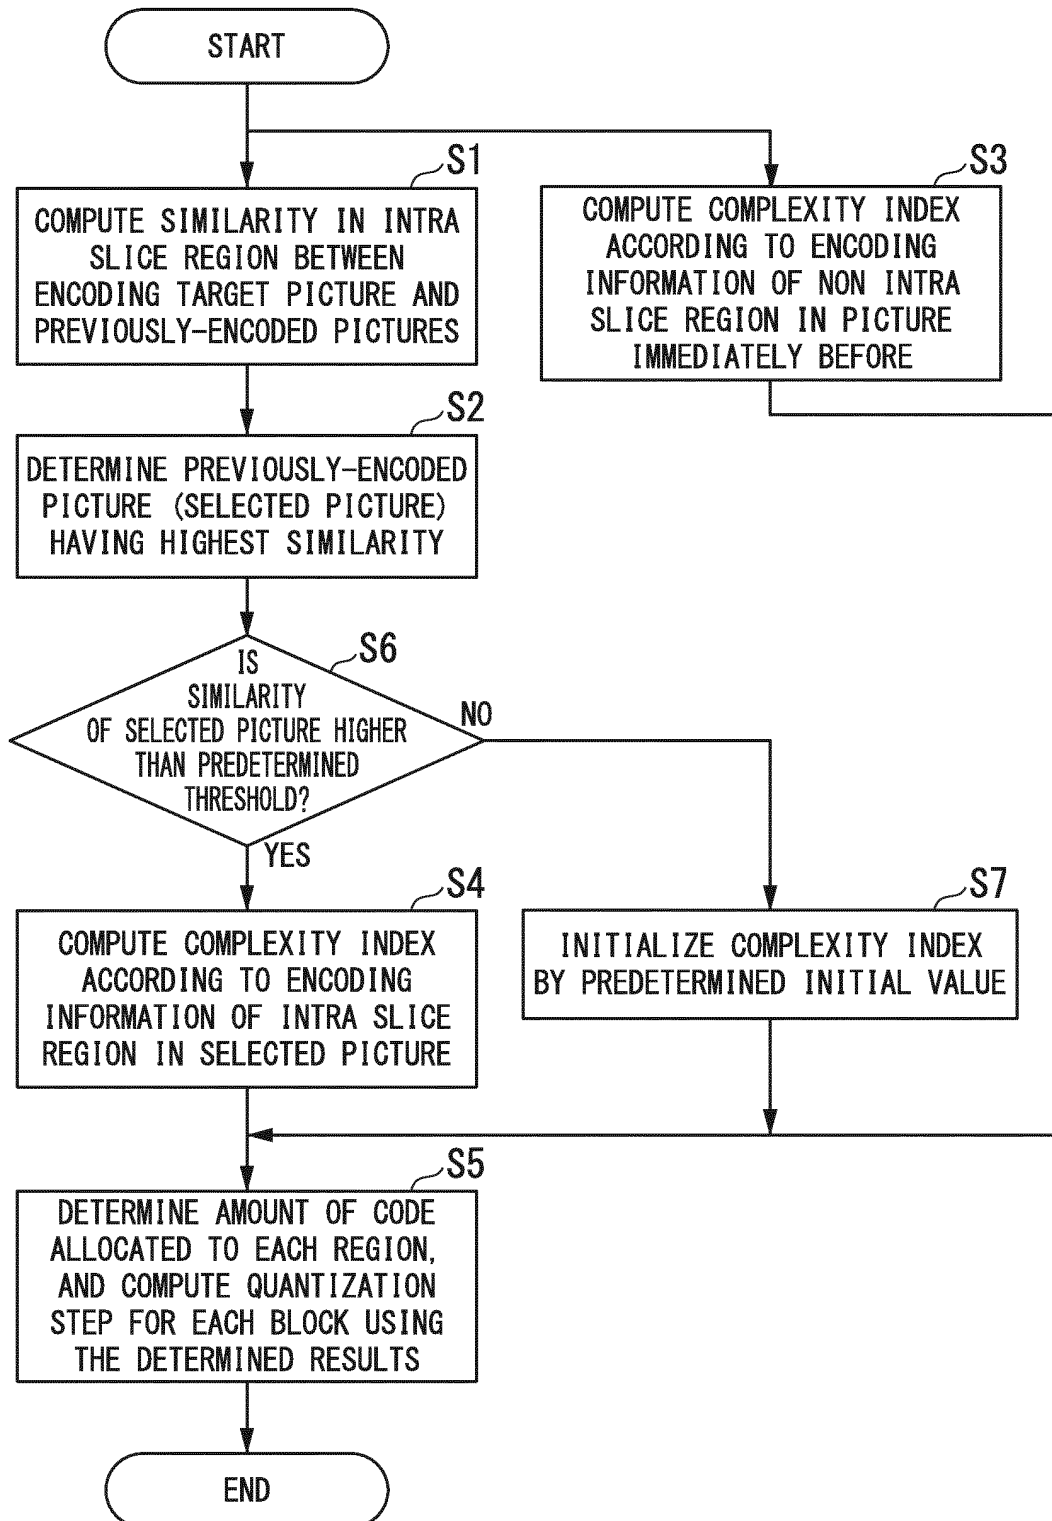 START
S1
COMPUTE SIMILARITY IN INTRA
SLICE REGION BETWEEN
ENCODING TARGET PICTURE AND
PREVIOUSLY-ENCODED PICTURES
S3
COMPUTE COMPLEXITY INDEX
ACCORDING TO ENCODING
INFORMATION OF NON INTRA
SLICE REGION IN PICTURE
IMMEDIATELY BEFORE
S2
DETERMINE PREVIOUSLY-ENCODED
PICTURE (SELECTED PICTURE)
HAVING HIGHEST SIMILARITY
S6
IS
SIMILARITY
OF SELECTED PICTURE HIGHER
THAN PREDETERMINED
THRESHOLD?
NO
YES
S4
COMPUTE COMPLEXITY INDEX
ACCORDING TO ENCODING
INFORMATION OF INTRA SLICE
REGION IN SELECTED PICTURE
S7
INITIALIZE COMPLEXITY INDEX
BY PREDETERMINED INITIAL VALUE
S5
DETERMINE AMOUNT OF CODE
ALLOCATED TO EACH REGION,
AND COMPUTE QUANTIZATION
STEP FOR EACH BLOCK USING
THE DETERMINED RESULTS
END